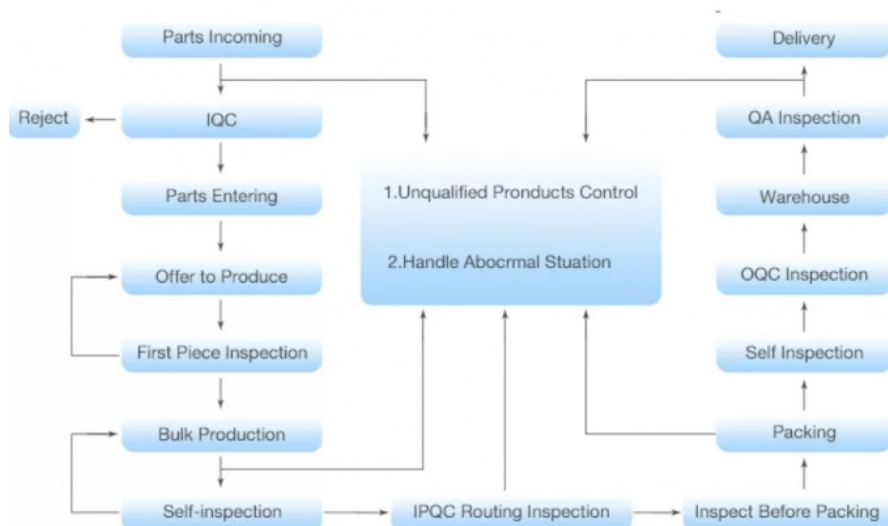 Parts Incoming
Delivery
Reject
IQC
QA Inspection
1.Unqualified Pronducts Control
Parts Entering
Warehouse
2.Handle Abocrmal Stuation
Offer to Produce
OQC Inspection
First Piece Inspection
Self Inspection
Bulk Production
Packing
Self-inspection
IPQC Routing Inspection
Inspect Before Packing